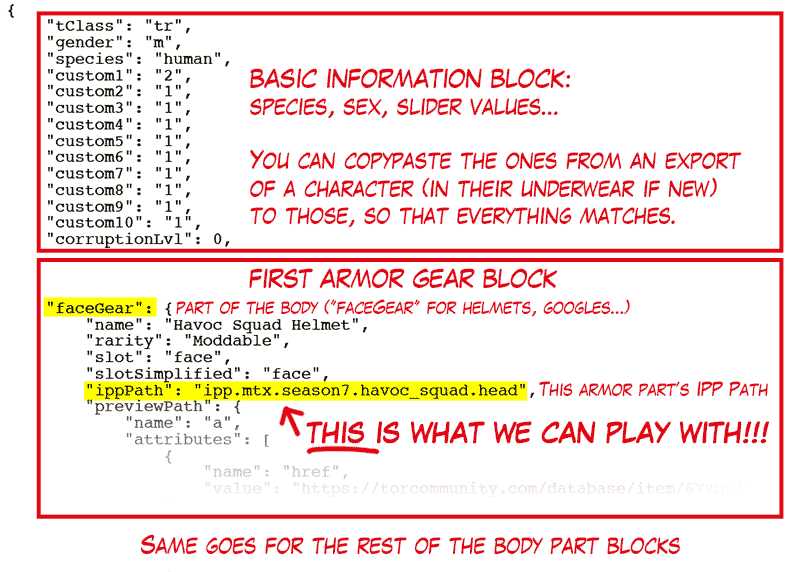 {
"tClass": "tr",
"gender": "m",
"species": "human",
"custom1": "2",
"custom2": "1",
"custom3": "1",
"custom4": "1",
"custom5": "1",
"custom6": "1",
"custom7": "1",
"custom8": "1",
"custom9": "1",
"custom10": "1",
"corruptionLvl": 0,
BASIC INFORMATION BLOCK:
SPECIES, SEX, SLIDER VALUES...
YOU CAN COPYPASTE THE ONES FROM AN EXPORT
OF A CHARACTER (IN THEIR UNDERWEAR IF NEW)
TO THOSE, SO THAT EVERYTHING MATCHES.
FIRST ARMOR GEAR BLOCK
"faceGear": { PART OF THE BODY ("FACEGEAR" FOR HELMETS, GOOGLES...)
"name": "Havoc Squad Helmet",
"rarity": "Moddable",
"slot": "face",
"slotSimplified": "face",
"ippPath": "ipp.mtx.season7.havoc_squad.head", THIS ARMOR PART'S IPP PATH
"previewPath": {
"name": "a",
"attributes": [
{
"name": "href",
"value": "https://torcommunity.com/database/item/
THIS IS WHAT WE CAN PLAY WITH!!!
SAME GOES FOR THE REST OF THE BODY PART BLOCKS